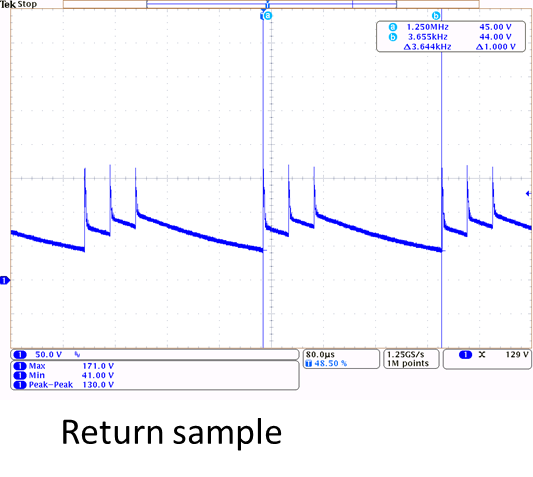 Tek Stop
a
b
a 1.250MHz 45.00 V
b 3.655kHz 44.00 V
Δ3.644kHz Δ1.000 V
1
1 50.0 V
80.0µs
T 48.50 %
1.25GS/s
1M points
1 X 129 V
1 Max 171.0 V
1 Min 41.00 V
1 Peak-Peak 130.0 V
Return sample